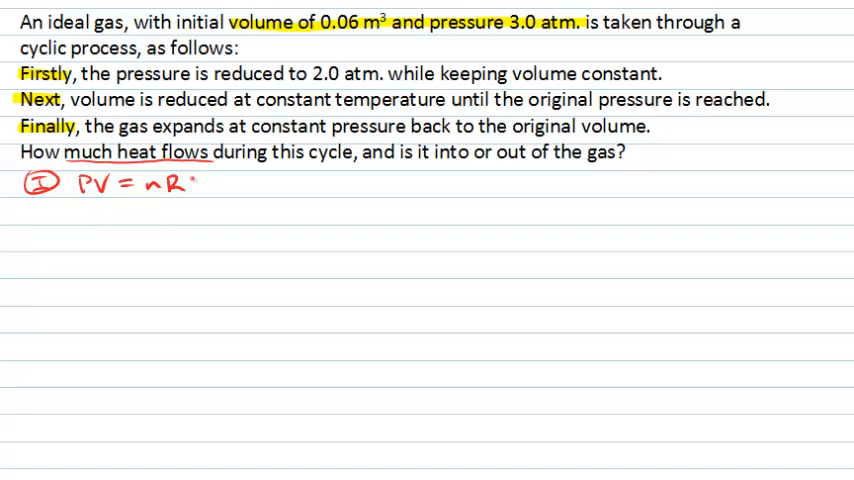 An ideal gas, with initial volume of 0.06 m³ and pressure 3.0 atm. is taken through a
cyclic process, as follows:
Firstly, the pressure is reduced to 2.0 atm. while keeping volume constant.
Next, volume is reduced at constant temperature until the original pressure is reached.
Finally, the gas expands at constant pressure back to the original volume.
How much heat flows during this cycle, and is it into or out of the gas?
I PV = nR